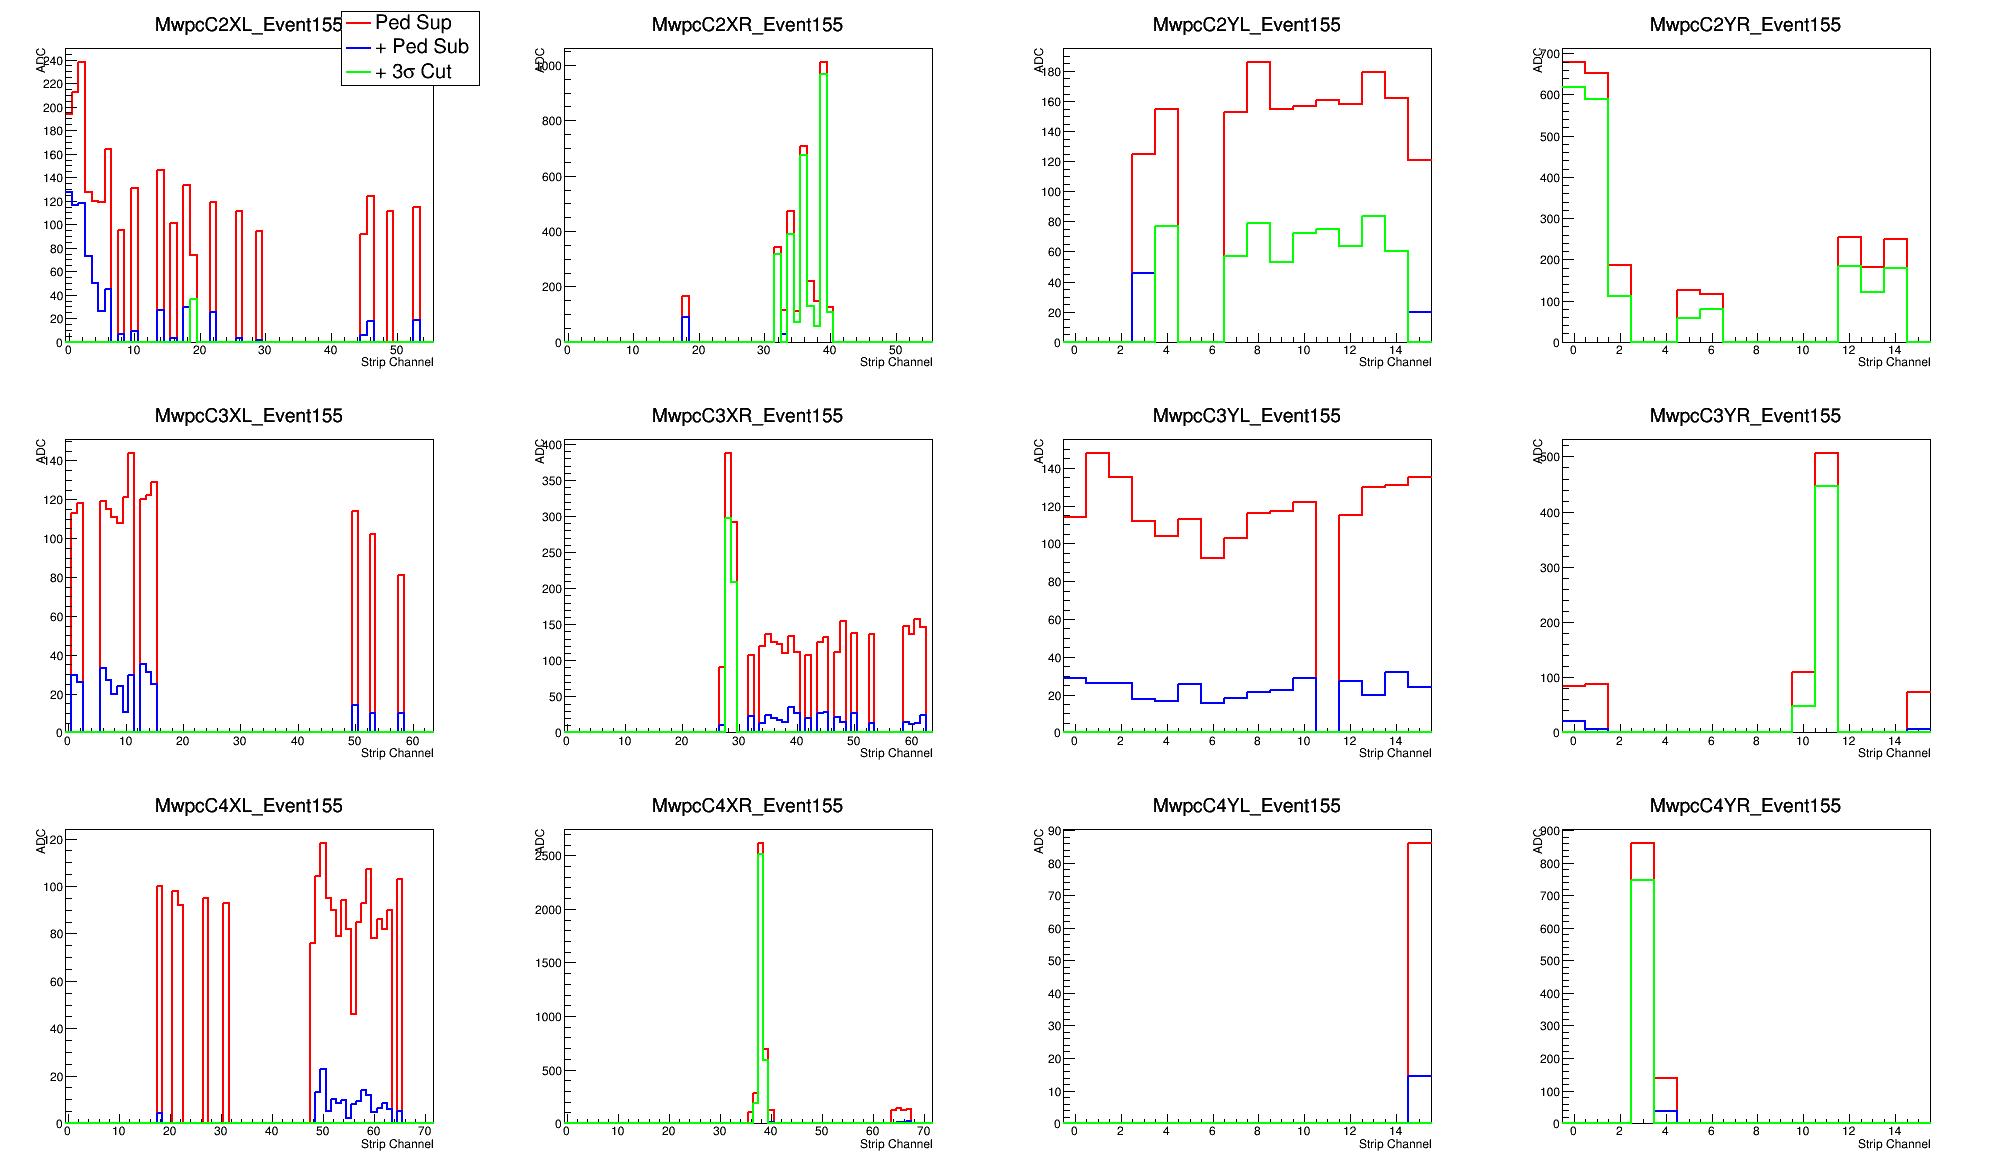 MwpcC2XL_Event155
Ped Sup
+ Ped Sub
+ 3σ Cut
ADC
240
220
200
180
160
140
120
100
80
60
40
20
0
0 10 20 30 40 50
Strip Channel
MwpcC2XR_Event155
ADC
1000
800
600
400
200
0
0 10 20 30 40 50
Strip Channel
MwpcC2YL_Event155
ADC
180
160
140
120
100
80
60
40
20
0
0 2 4 6 8 10 12 14
Strip Channel
MwpcC2YR_Event155
ADC
700
600
500
400
300
200
100
0
0 2 4 6 8 10 12 14
Strip Channel
MwpcC3XL_Event155
ADC
140
120
100
80
60
40
20
0
0 10 20 30 40 50 60
Strip Channel
MwpcC3XR_Event155
ADC
400
350
300
250
200
150
100
50
0
0 10 20 30 40 50 60
Strip Channel
MwpcC3YL_Event155
ADC
140
120
100
80
60
40
20
0
0 2 4 6 8 10 12 14
Strip Channel
MwpcC3YR_Event155
ADC
500
400
300
200
100
0
0 2 4 6 8 10 12 14
Strip Channel
MwpcC4XL_Event155
ADC
120
100
80
60
40
20
0
0 10 20 30 40 50 60 70
Strip Channel
MwpcC4XR_Event155
ADC
2500
2000
1500
1000
500
0
0 10 20 30 40 50 60 70
Strip Channel
MwpcC4YL_Event155
ADC
90
80
70
60
50
40
30
20
10
0
0 2 4 6 8 10 12 14
Strip Channel
MwpcC4YR_Event155
ADC
900
800
700
600
500
400
300
200
100
0
0 2 4 6 8 10 12 14
Strip Channel